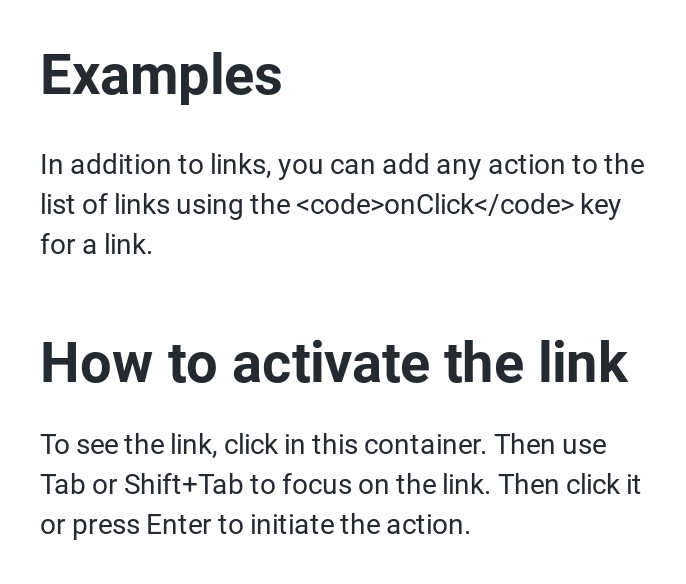 Examples
In addition to links, you can add any action to the
list of links using the <code>onClick</code> key
for a link.
How to activate the link
To see the link, click in this container. Then use
Tab or Shift+Tab to focus on the link. Then click it
or press Enter to initiate the action.